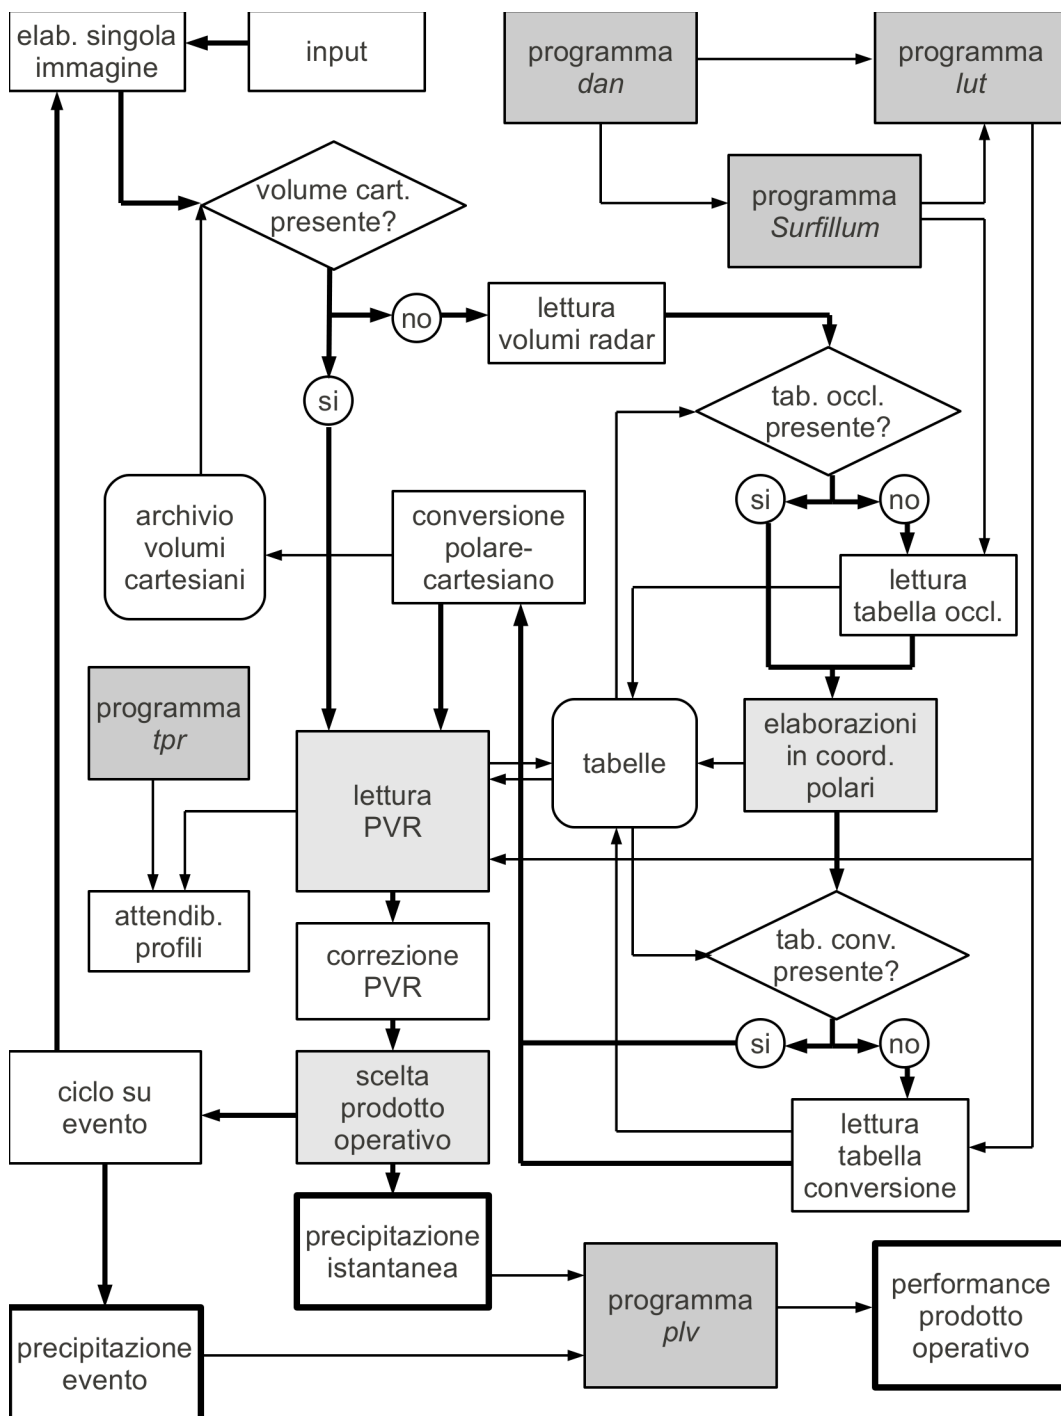 elab. singola
immagine
input
programma
dan
programma
lut
volume cart.
presente?
programma
Surfillum
no
lettura
volumi radar
si
tab. occl.
presente?
si
no
archivio
volumi
cartesiani
conversione
polare-
cartesiano
lettura
tabella occl.
programma
tpr
lettura
PVR
tabelle
elaborazioni
in coord.
polari
attendib.
profili
correzione
PVR
tab. conv.
presente?
si
no
ciclo su
evento
scelta
prodotto
operativo
lettura
tabella
conversione
precipitazione
istantanea
programma
plv
performance
prodotto
operativo
precipitazione
evento